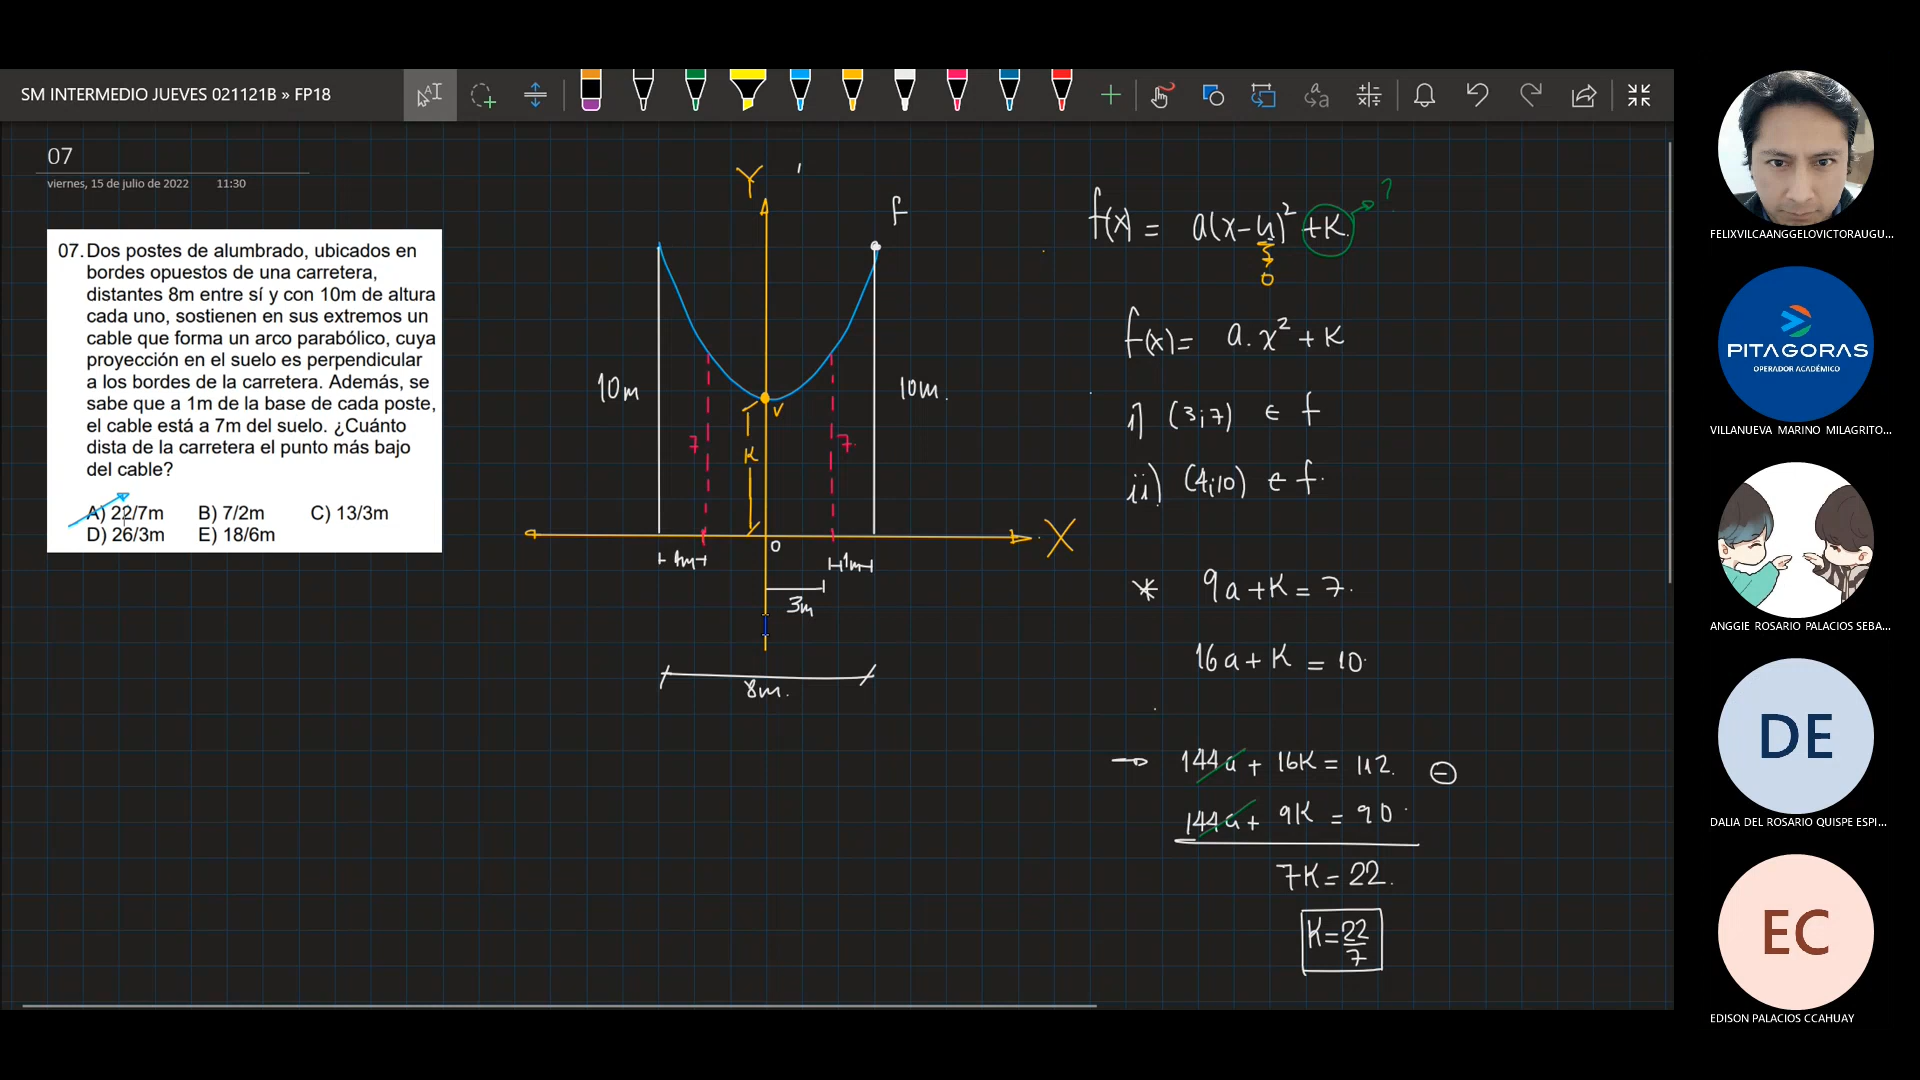 SM INTERMEDIO JUEVES 021121B » FP18
07
viernes, 15 de julio de 2022 11:30
07. Dos postes de alumbrado, ubicados en
bordes opuestos de una carretera,
distantes 8m entre sí y con 10m de altura
cada uno, sostienen en sus extremos un
cable que forma un arco parabólico, cuya
proyección en el suelo es perpendicular
a los bordes de la carretera. Además, se
sabe que a 1m de la base de cada poste,
el cable está a 7m del suelo. ¿Cuánto
dista de la carretera el punto más bajo
del cable?
A) 22/7m B) 7/2m C) 13/3m
D) 26/3m E) 18/6m
Y
f
10m
10m.
V
7
K
7.
X
0
1m
1m
3m
8m.
f(x) = a(x-h)² + K
?
0
f(x) = a.x² + K
i) (3;7) ∈ f
ii) (4;10) ∈ f.
* 9a + K = 7.
16a + K = 10.
→ 144a + 16K = 112. ⊖
144a + 9K = 90.
7K = 22.
K = 22/7
FELIXVILCAANGGELOVICTORAUGU...
PITAGORAS
OPERADOR ACADÉMICO
VILLANUEVA MARINO MILAGRITO...
ANGGIE ROSARIO PALACIOS SEBA...
DE
DALIA DEL ROSARIO QUISPE ESPI...
EC
EDISON PALACIOS CCAHUAY